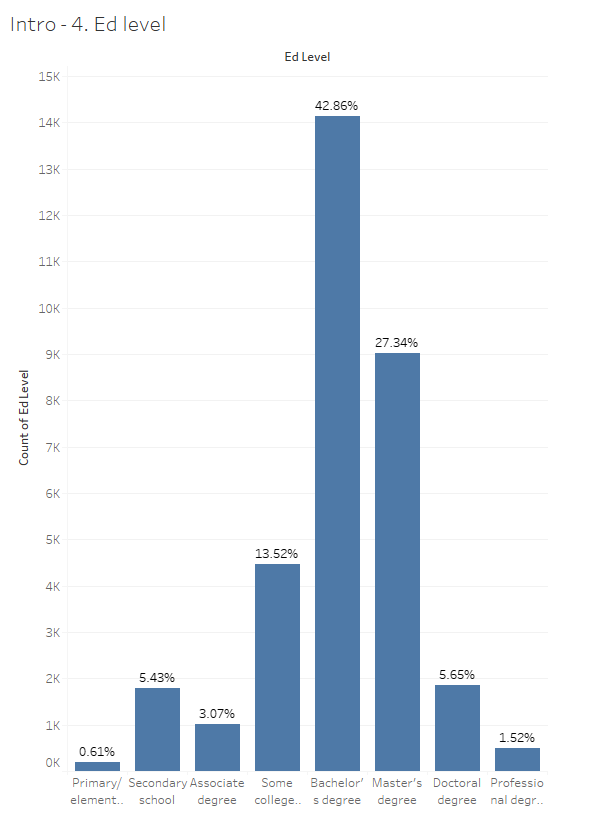 Intro - 4. Ed level
Ed Level
15K
14K
13K
12K
11K
10K
9K
8K
7K
6K
5K
4K
3K
2K
1K
0K
Count of Ed Level
0.61%
5.43%
3.07%
13.52%
42.86%
27.34%
5.65%
1.52%
Primary/
element..
Secondary
school
Associate
degree
Some
college..
Bachelor’
s degree
Master’s
degree
Doctoral
degree
Professio
nal degr..